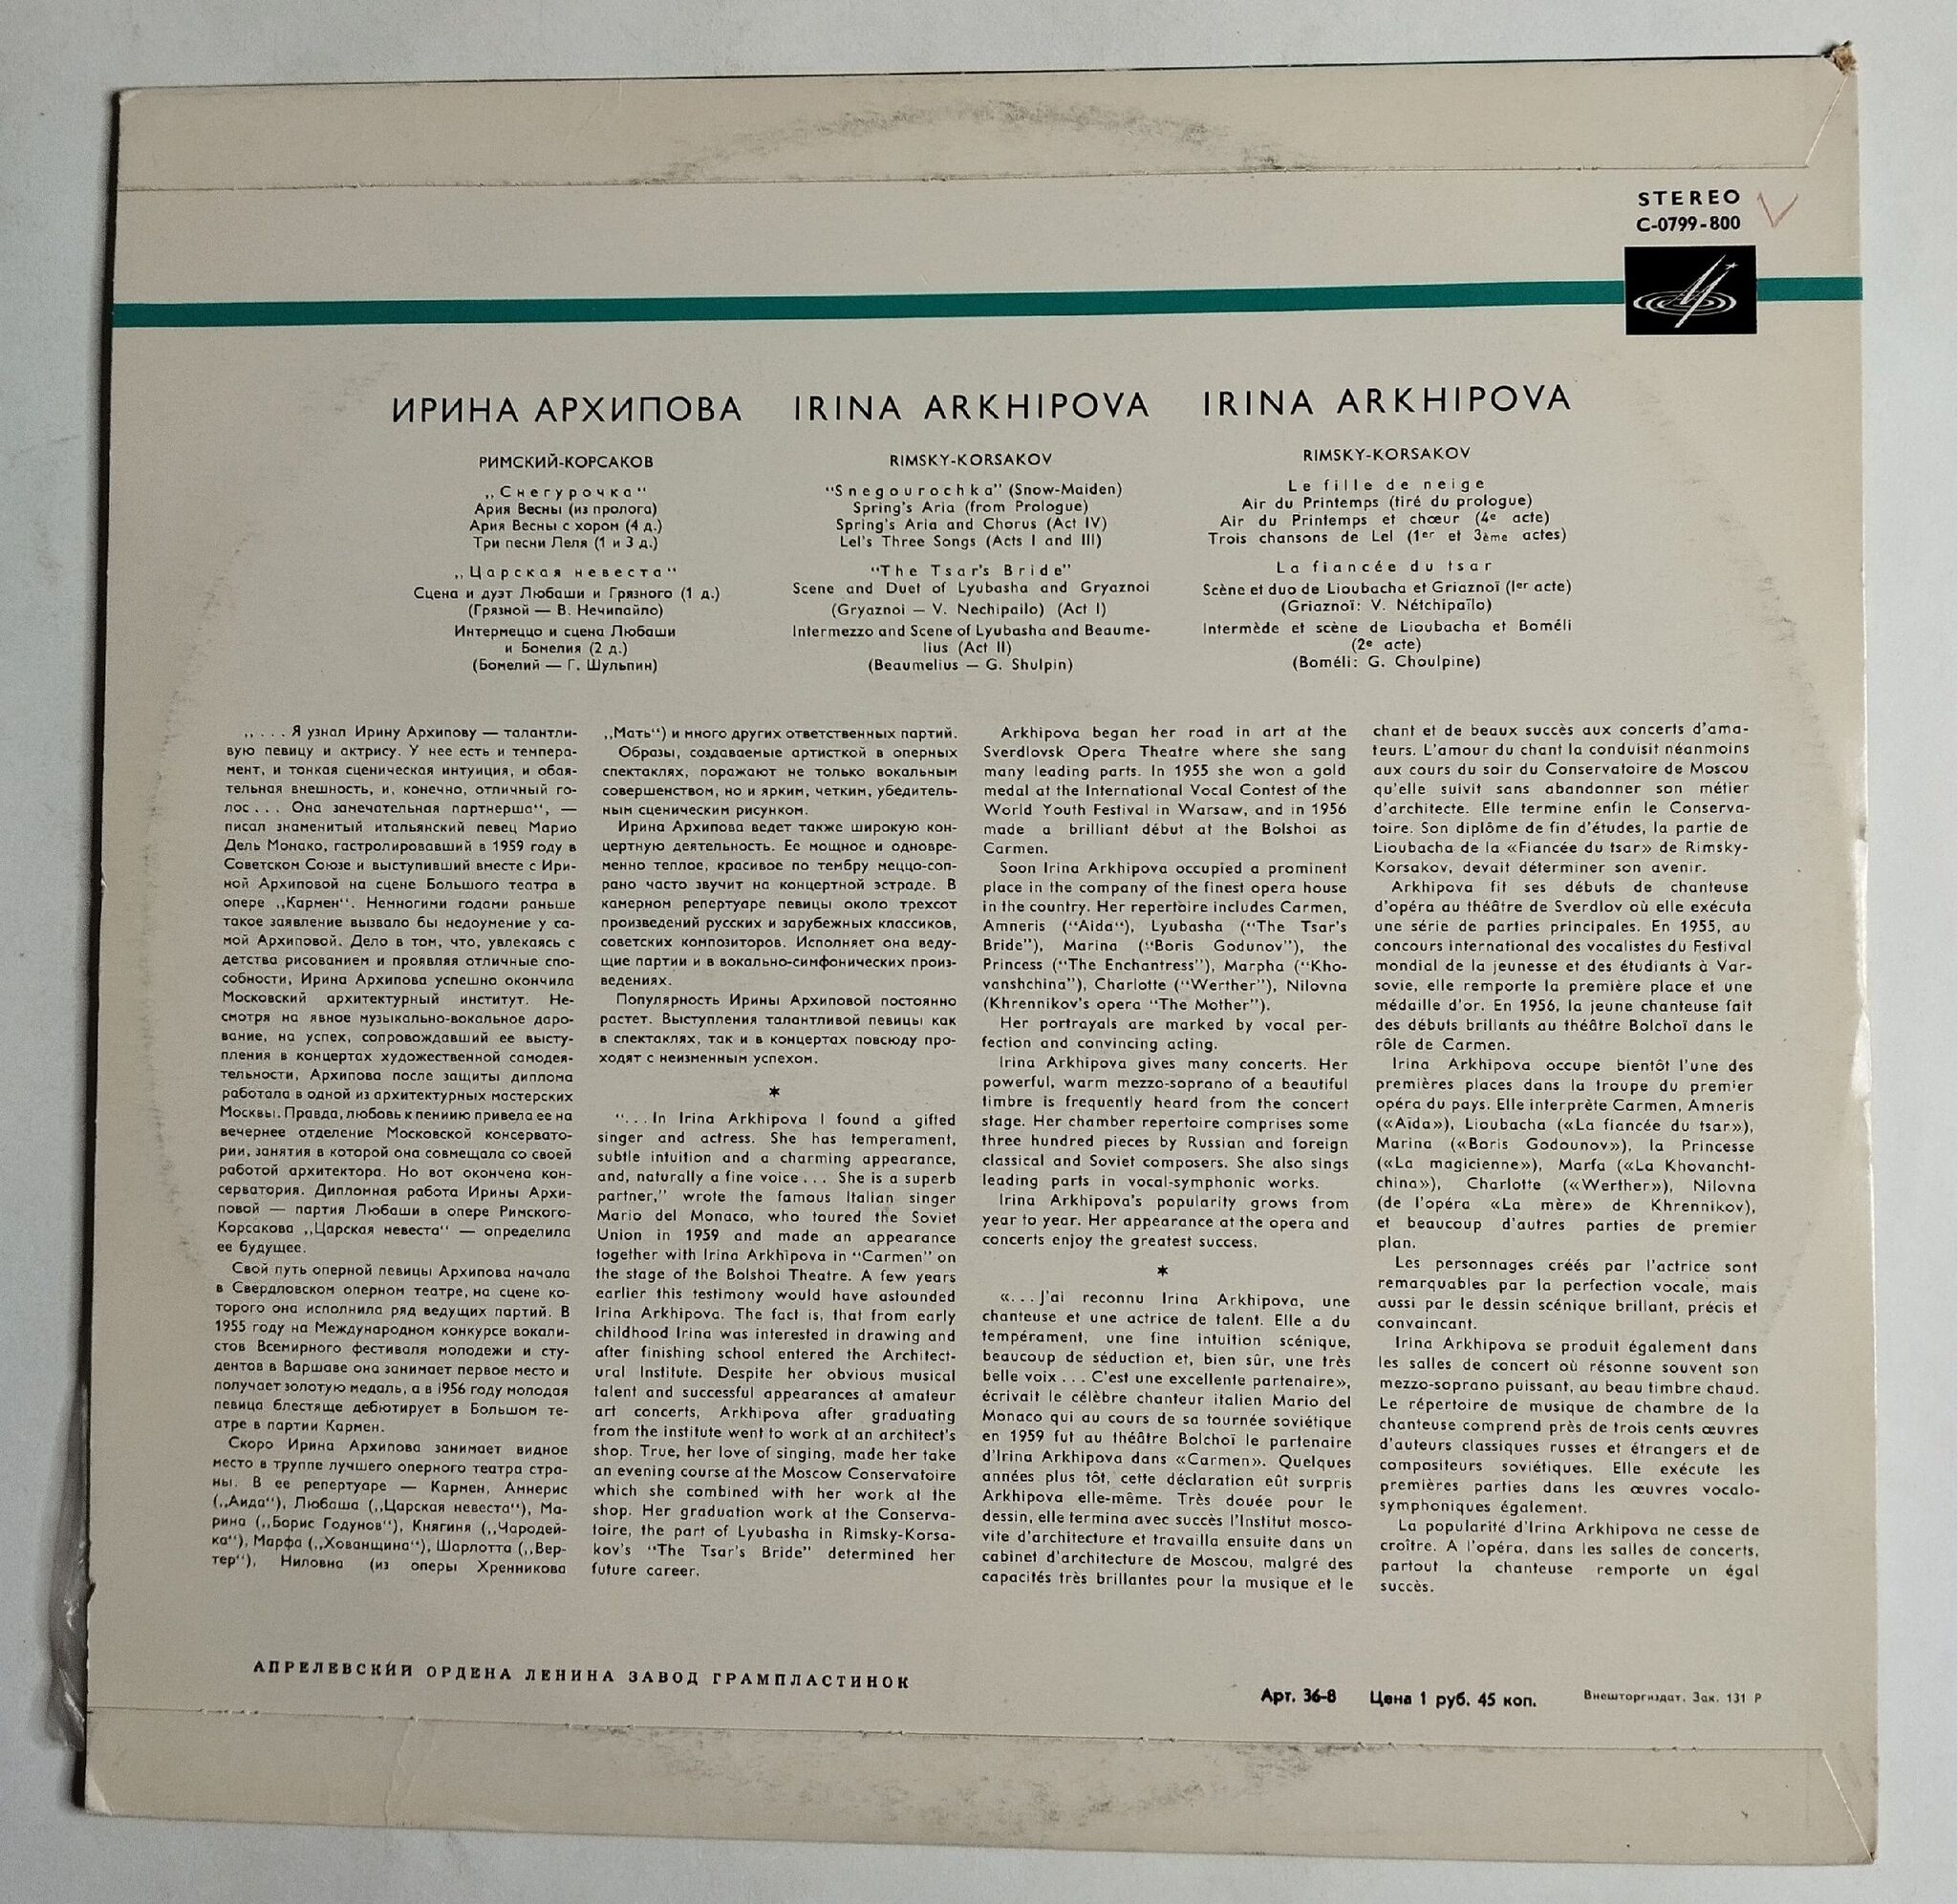 STEREO
C-0799-800
ИРИНА АРХИПОВА
РИМСКИЙ-КОРСАКОВ
„Снегурочка“
Ария Весны (из пролога)
Ария Весны с хором (4 д.)
Три песни Леля (1 и 3 д.)
„Царская невеста“
Сцена и дуэт Любаши и Грязного (1 д.)
(Грязной — В. Нечипайло)
Интермеццо и сцена Любаши
и Бомелия (2 д.)
(Бомелий — Г. Шульпин)
IRINA ARKHIPOVA
RIMSKY-KORSAKOV
“Snegourochka” (Snow-Maiden)
Spring's Aria (from Prologue)
Spring's Aria and Chorus (Act IV)
Lel's Three Songs (Acts I and III)
“The Tsar's Bride”
Scene and Duet of Lyubasha and Gryaznoi
(Gryaznoi — V. Nechipailo) (Act I)
Intermezzo and Scene of Lyubasha and Beaume-
lius (Act II)
(Beaumelius — G. Shulpin)
IRINA ARKHIPOVA
RIMSKY-KORSAKOV
Le fille de neige
Air du Printemps (tiré du prologue)
Air du Printemps et chœur (4e acte)
Trois chansons de Lel (1er et 3ème actes)
La fiancée du tsar
Scène et duo de Lioubacha et Griaznoï (Ier acte)
(Griaznoï: V. Nétchipaïlo)
Intermède et scène de Lioubacha et Boméli
(2e acte)
(Boméli: G. Choulpine)
„. . . Я узнал Ирину Архипову — талантли-
вую певицу и актрису. У нее есть и темпера-
мент, и тонкая сценическая интуиция, и обая-
тельная внешность, и, конечно, отличный го-
лос . . . Она замечательная партнерша“, —
писал знаменитый итальянский певец Марио
Дель Монако, гастролировавший в 1959 году в
Советском Союзе и выступивший вместе с Ири-
ной Архиповой на сцене Большого театра в
опере „Кармен“. Немногими годами раньше
такое заявление вызвало бы недоумение у са-
мой Архиповой. Дело в том, что, увлекаясь с
детства рисованием и проявляя отличные спо-
собности, Ирина Архипова успешно окончила
Московский архитектурный институт. Не-
смотря на явное музыкально-вокальное даро-
вание, на успех, сопровождавший ее высту-
пления в концертах художественной самодея-
тельности, Архипова после защиты диплома
работала в одной из архитектурных мастерских
Москвы. Правда, любовь к пению привела ее на
вечернее отделение Московской консервато-
рии, занятия в которой она совмещала со своей
работой архитектора. Но вот окончена кон-
серватория. Дипломная работа Ирины Архи-
повой — партия Любаши в опере Римского-
Корсакова „Царская невеста“ — определила
ее будущее.
Свой путь оперной певицы Архипова начала
в Свердловском оперном театре, на сцене ко-
торого она исполнила ряд ведущих партий. В
1955 году на Международном конкурсе вокали-
стов Всемирного фестиваля молодежи и сту-
дентов в Варшаве она занимает первое место и
получает золотую медаль, а в 1956 году молодая
певица блестяще дебютирует в Большом те-
атре в партии Кармен.
Скоро Ирина Архипова занимает видное
место в труппе лучшего оперного театра стра-
ны. В ее репертуаре — Кармен, Амнерис
(„Аида“), Любаша („Царская невеста“), Ма-
рина („Борис Годунов“), Княгиня („Чародей-
ка“), Марфа („Хованщина“), Шарлотта („Вер-
тер“), Ниловна (из оперы Хренникова
„Мать“) и много других ответственных партий.
Образы, создаваемые артисткой в оперных
спектаклях, поражают не только вокальным
совершенством, но и ярким, четким, убедитель-
ным сценическим рисунком.
Ирина Архипова ведет также широкую кон-
цертную деятельность. Ее мощное и одновре-
менно теплое, красивое по тембру меццо-соп-
рано часто звучит на концертной эстраде. В
камерном репертуаре певицы около трехсот
произведений русских и зарубежных классиков,
советских композиторов. Исполняет она веду-
щие партии и в вокально-симфонических произ-
ведениях.
Популярность Ирины Архиповой постоянно
растет. Выступления талантливой певицы как
в спектаклях, так и в концертах повсюду про-
ходят с неизменным успехом.
★
“. . . In Irina Arkhipova I found a gifted
singer and actress. She has temperament,
subtle intuition and a charming appearance,
and, naturally a fine voice . . . She is a superb
partner,” wrote the famous Italian singer
Mario del Monaco, who toured the Soviet
Union in 1959 and made an appearance
together with Irina Arkhipova in “Carmen” on
the stage of the Bolshoi Theatre. A few years
earlier this testimony would have astounded
Irina Arkhipova. The fact is, that from early
childhood Irina was interested in drawing and
after finishing school entered the Architect-
ural Institute. Despite her obvious musical
talent and successful appearances at amateur
art concerts, Arkhipova after graduating
from the institute went to work at an architect's
shop. True, her love of singing, made her take
an evening course at the Moscow Conservatoire
which she combined with her work at the
shop. Her graduation work at the Conserva-
toire, the part of Lyubasha in Rimsky-Korsa-
kov's “The Tsar's Bride” determined her
future career.
Arkhipova began her road in art at the
Sverdlovsk Opera Theatre where she sang
many leading parts. In 1955 she won a gold
medal at the International Vocal Contest of the
World Youth Festival in Warsaw, and in 1956
made a brilliant début at the Bolshoi as
Carmen.
Soon Irina Arkhipova occupied a prominent
place in the company of the finest opera house
in the country. Her repertoire includes Carmen,
Amneris (“Aida“), Lyubasha (“The Tsar's
Bride”), Marina (“Boris Godunov”), the
Princess (“The Enchantress”), Marpha (“Kho-
vanshchina”), Charlotte (“Werther”), Nilovna
(Khrennikov's opera “The Mother”).
Her portrayals are marked by vocal per-
fection and convincing acting.
Irina Arkhipova gives many concerts. Her
powerful, warm mezzo-soprano of a beautiful
timbre is frequently heard from the concert
stage. Her chamber repertoire comprises some
three hundred pieces by Russian and foreign
classical and Soviet composers. She also sings
leading parts in vocal-symphonic works.
Irina Arkhipova's popularity grows from
year to year. Her appearance at the opera and
concerts enjoy the greatest success.
★
«. . . J'ai reconnu Irina Arkhipova, une
chanteuse et une actrice de talent. Elle a du
tempérament, une fine intuition scénique,
beaucoup de séduction et, bien sûr, une très
belle voix . . . C'est une excellente partenaire»,
écrivait le célèbre chanteur italien Mario del
Monaco qui au cours de sa tournée soviétique
en 1959 fut au théâtre Bolchoï le partenaire
d'Irina Arkhipova dans «Carmen». Quelques
années plus tôt, cette déclaration eût surpris
Arkhipova elle-même. Très douée pour le
dessin, elle termina avec succès l'Institut mosco-
vite d'architecture et travailla ensuite dans un
cabinet d'architecture de Moscou, malgré des
capacités très brillantes pour la musique et le
chant et de beaux succès aux concerts d'ama-
teurs. L'amour du chant la conduisit néanmoins
aux cours du soir du Conservatoire de Moscou
qu'elle suivit sans abandonner son métier
d'architecte. Elle termine enfin le Conserva-
toire. Son diplôme de fin d'études, la partie de
Lioubacha de la «Fiancée du tsar» de Rimsky-
Korsakov, devait déterminer son avenir.
Arkhipova fit ses débuts de chanteuse
d'opéra au théâtre de Sverdlov où elle exécuta
une série de parties principales. En 1955, au
concours international des vocalistes du Festival
mondial de la jeunesse et des étudiants à Var-
sovie, elle remporte la première place et une
médaille d'or. En 1956, la jeune chanteuse fait
des débuts brillants au théâtre Bolchoï dans le
rôle de Carmen.
Irina Arkhipova occupe bientôt l'une des
premières places dans la troupe du premier
opéra du pays. Elle interprète Carmen, Amneris
(«Aïda»), Lioubacha («La fiancée du tsar»),
Marina («Boris Godounov»), la Princesse
(«La magicienne»), Marfa («La Khovancht-
china»), Charlotte («Werther»), Nilovna
(de l'opéra «La mère» de Khrennikov),
et beaucoup d'autres parties de premier
plan.
Les personnages créés par l'actrice sont
remarquables par la perfection vocale, mais
aussi par le dessin scénique brillant, précis et
convaincant.
Irina Arkhipova se produit également dans
les salles de concert où résonne souvent son
mezzo-soprano puissant, au beau timbre chaud.
Le répertoire de musique de chambre de la
chanteuse comprend près de trois cents œuvres
d'auteurs classiques russes et étrangers et de
compositeurs soviétiques. Elle exécute les
premières parties dans les œuvres vocalo-
symphoniques également.
La popularité d'Irina Arkhipova ne cesse de
croître. A l'opéra, dans les salles de concerts,
partout la chanteuse remporte un égal
succès.
АПРЕЛЕВСКИЙ ОРДЕНА ЛЕНИНА ЗАВОД ГРАМПЛАСТИНОК
Арт. 36-8 Цена 1 руб. 45 коп. Внешторгиздат. Зак. 131 Р